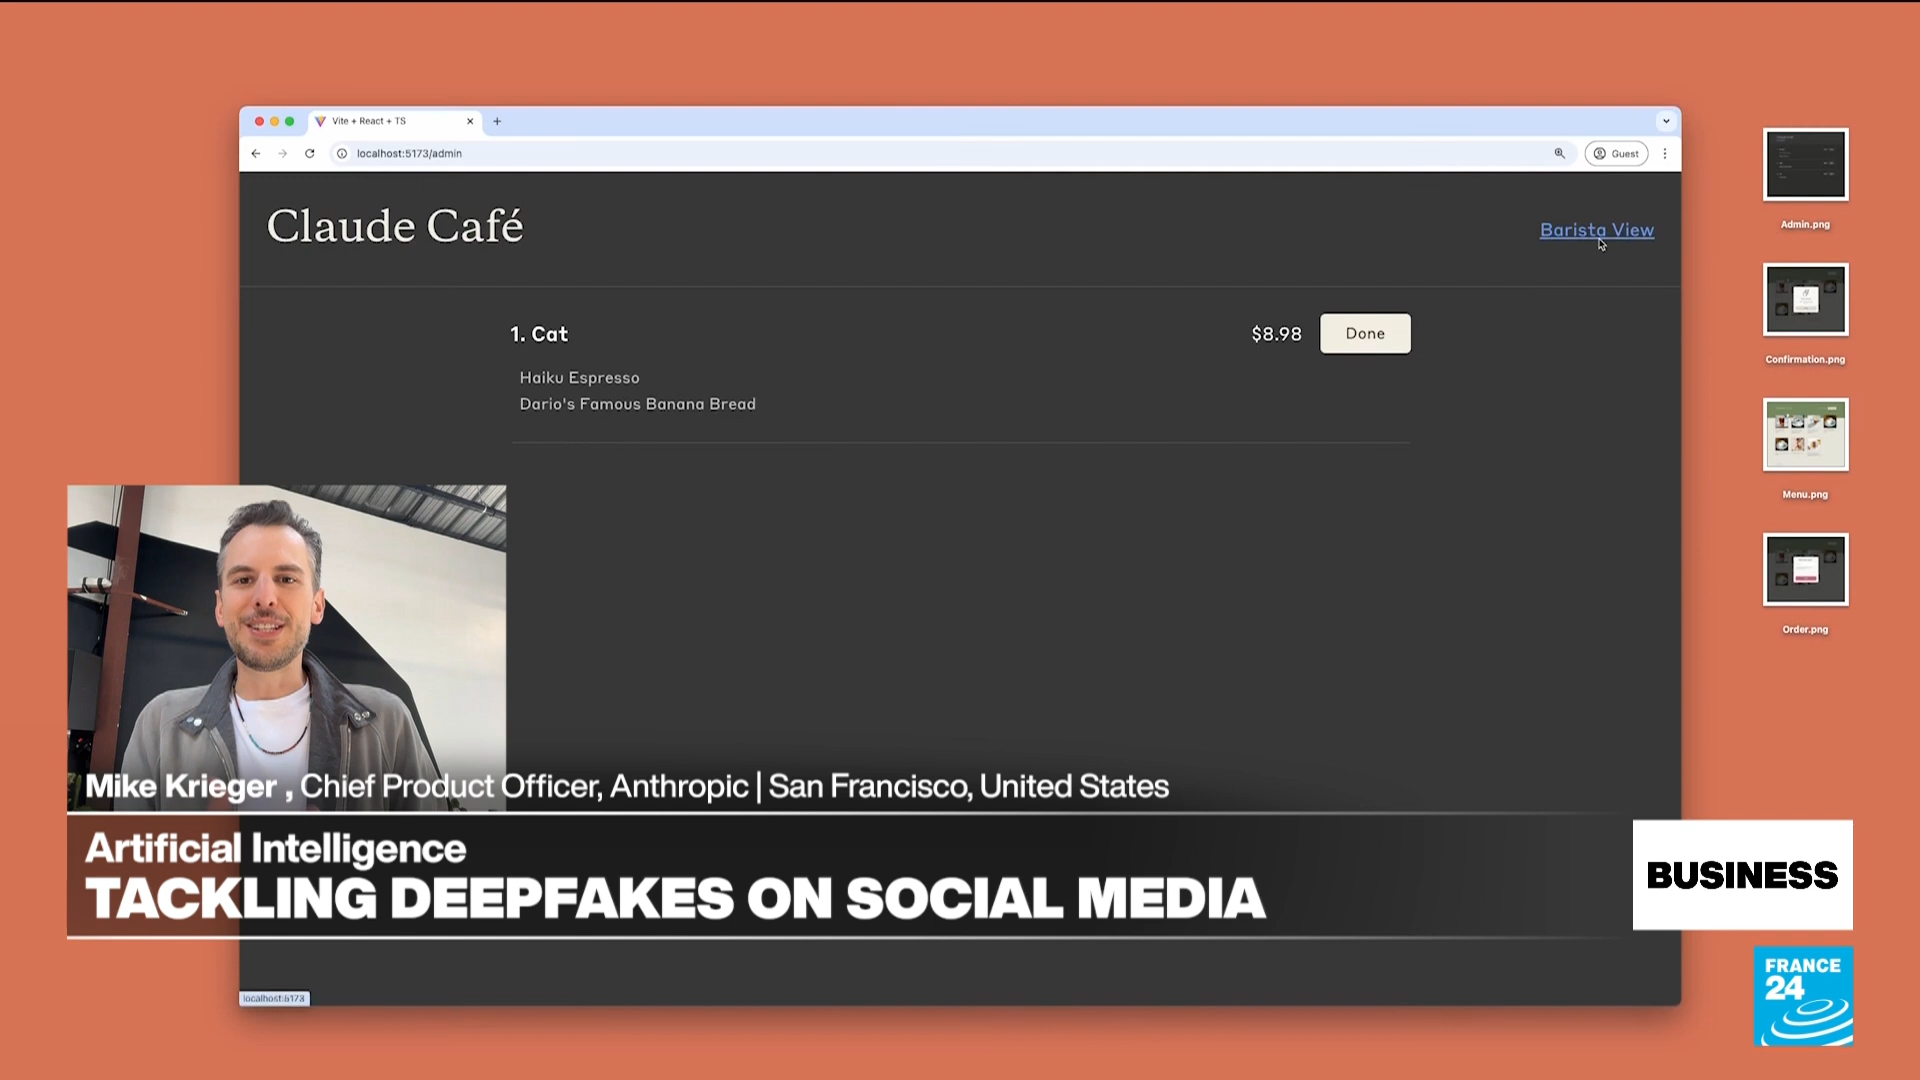 Vite + React + TS
localhost:5173/admin
Guest
Claude Café
Barista View
1. Cat
$8.98
Done
Haiku Espresso
Dario's Famous Banana Bread
Admin.png
Confirmation.png
Menu.png
Order.png
Mike Krieger , Chief Product Officer, Anthropic | San Francisco, United States
Artificial Intelligence
TACKLING DEEPFAKES ON SOCIAL MEDIA
BUSINESS
FRANCE
24
localhost:5173